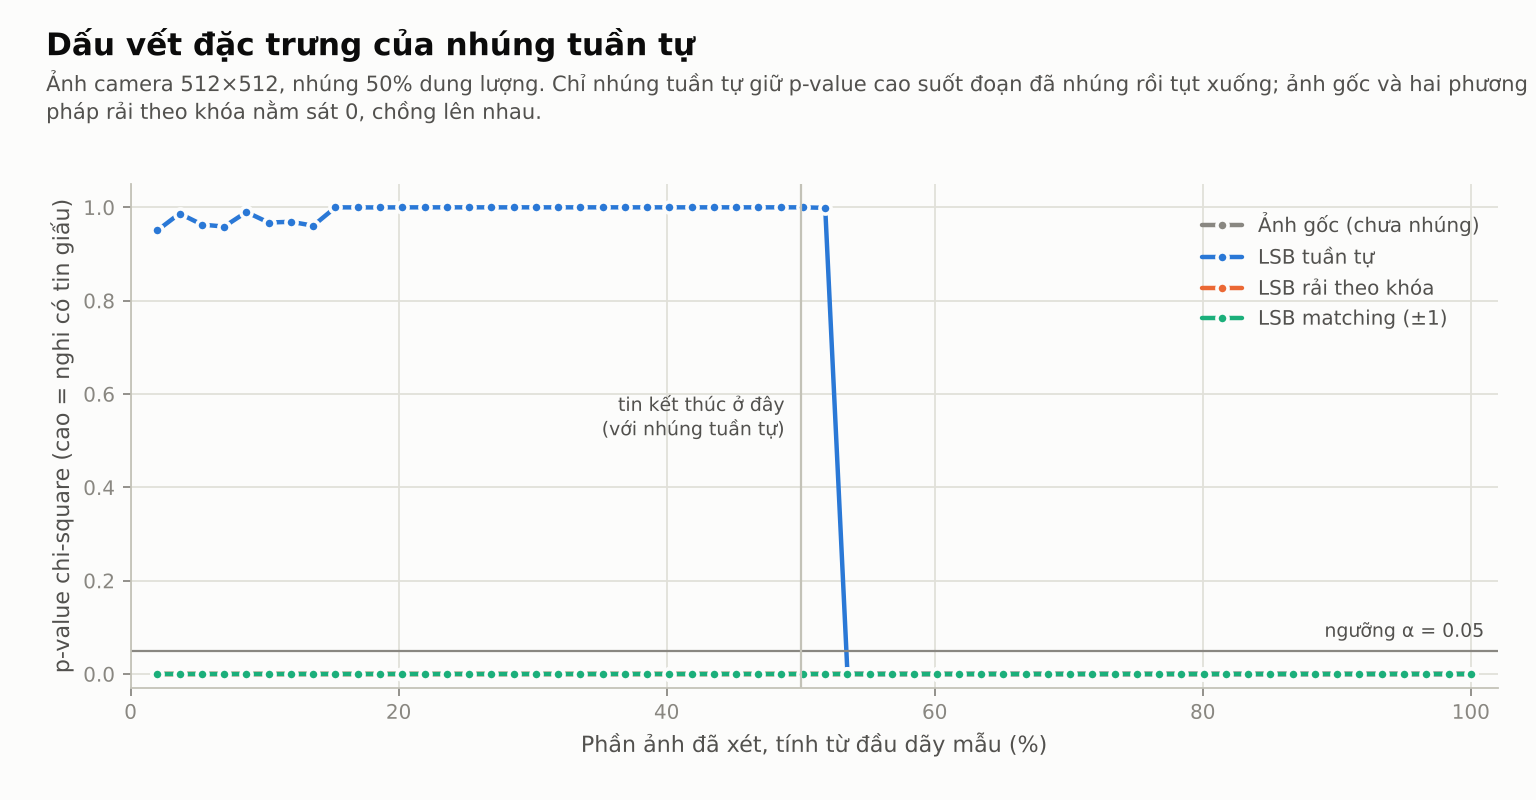 Dấu vết đặc trưng của nhúng tuần tự
Ảnh camera 512×512, nhúng 50% dung lượng. Chỉ nhúng tuần tự giữ p-value cao suốt đoạn đã nhúng rồi tụt xuống; ảnh gốc và hai phương
pháp rải theo khóa nằm sát 0, chồng lên nhau.
p-value chi-square (cao = nghi có tin giấu)
1.0
0.8
0.6
0.4
0.2
0.0
Ảnh gốc (chưa nhúng)
LSB tuần tự
LSB rải theo khóa
LSB matching (±1)
tin kết thúc ở đây
(với nhúng tuần tự)
ngưỡng α = 0.05
0 20 40 60 80 100
Phần ảnh đã xét, tính từ đầu dãy mẫu (%)